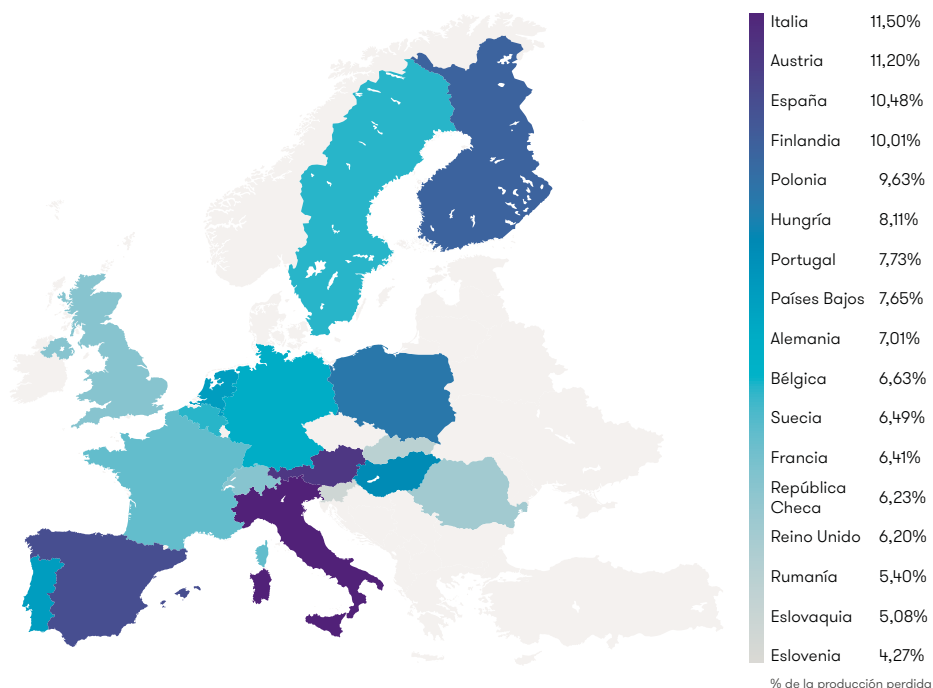 Italia 11,50%
Austria 11,20%
España 10,48%
Finlandia 10,01%
Polonia 9,63%
Hungría 8,11%
Portugal 7,73%
Países Bajos 7,65%
Alemania 7,01%
Bélgica 6,63%
Suecia 6,49%
Francia 6,41%
República
Checa 6,23%
Reino Unido 6,20%
Rumanía 5,40%
Eslovaquia 5,08%
Eslovenia 4,27%
% de la producción perdida